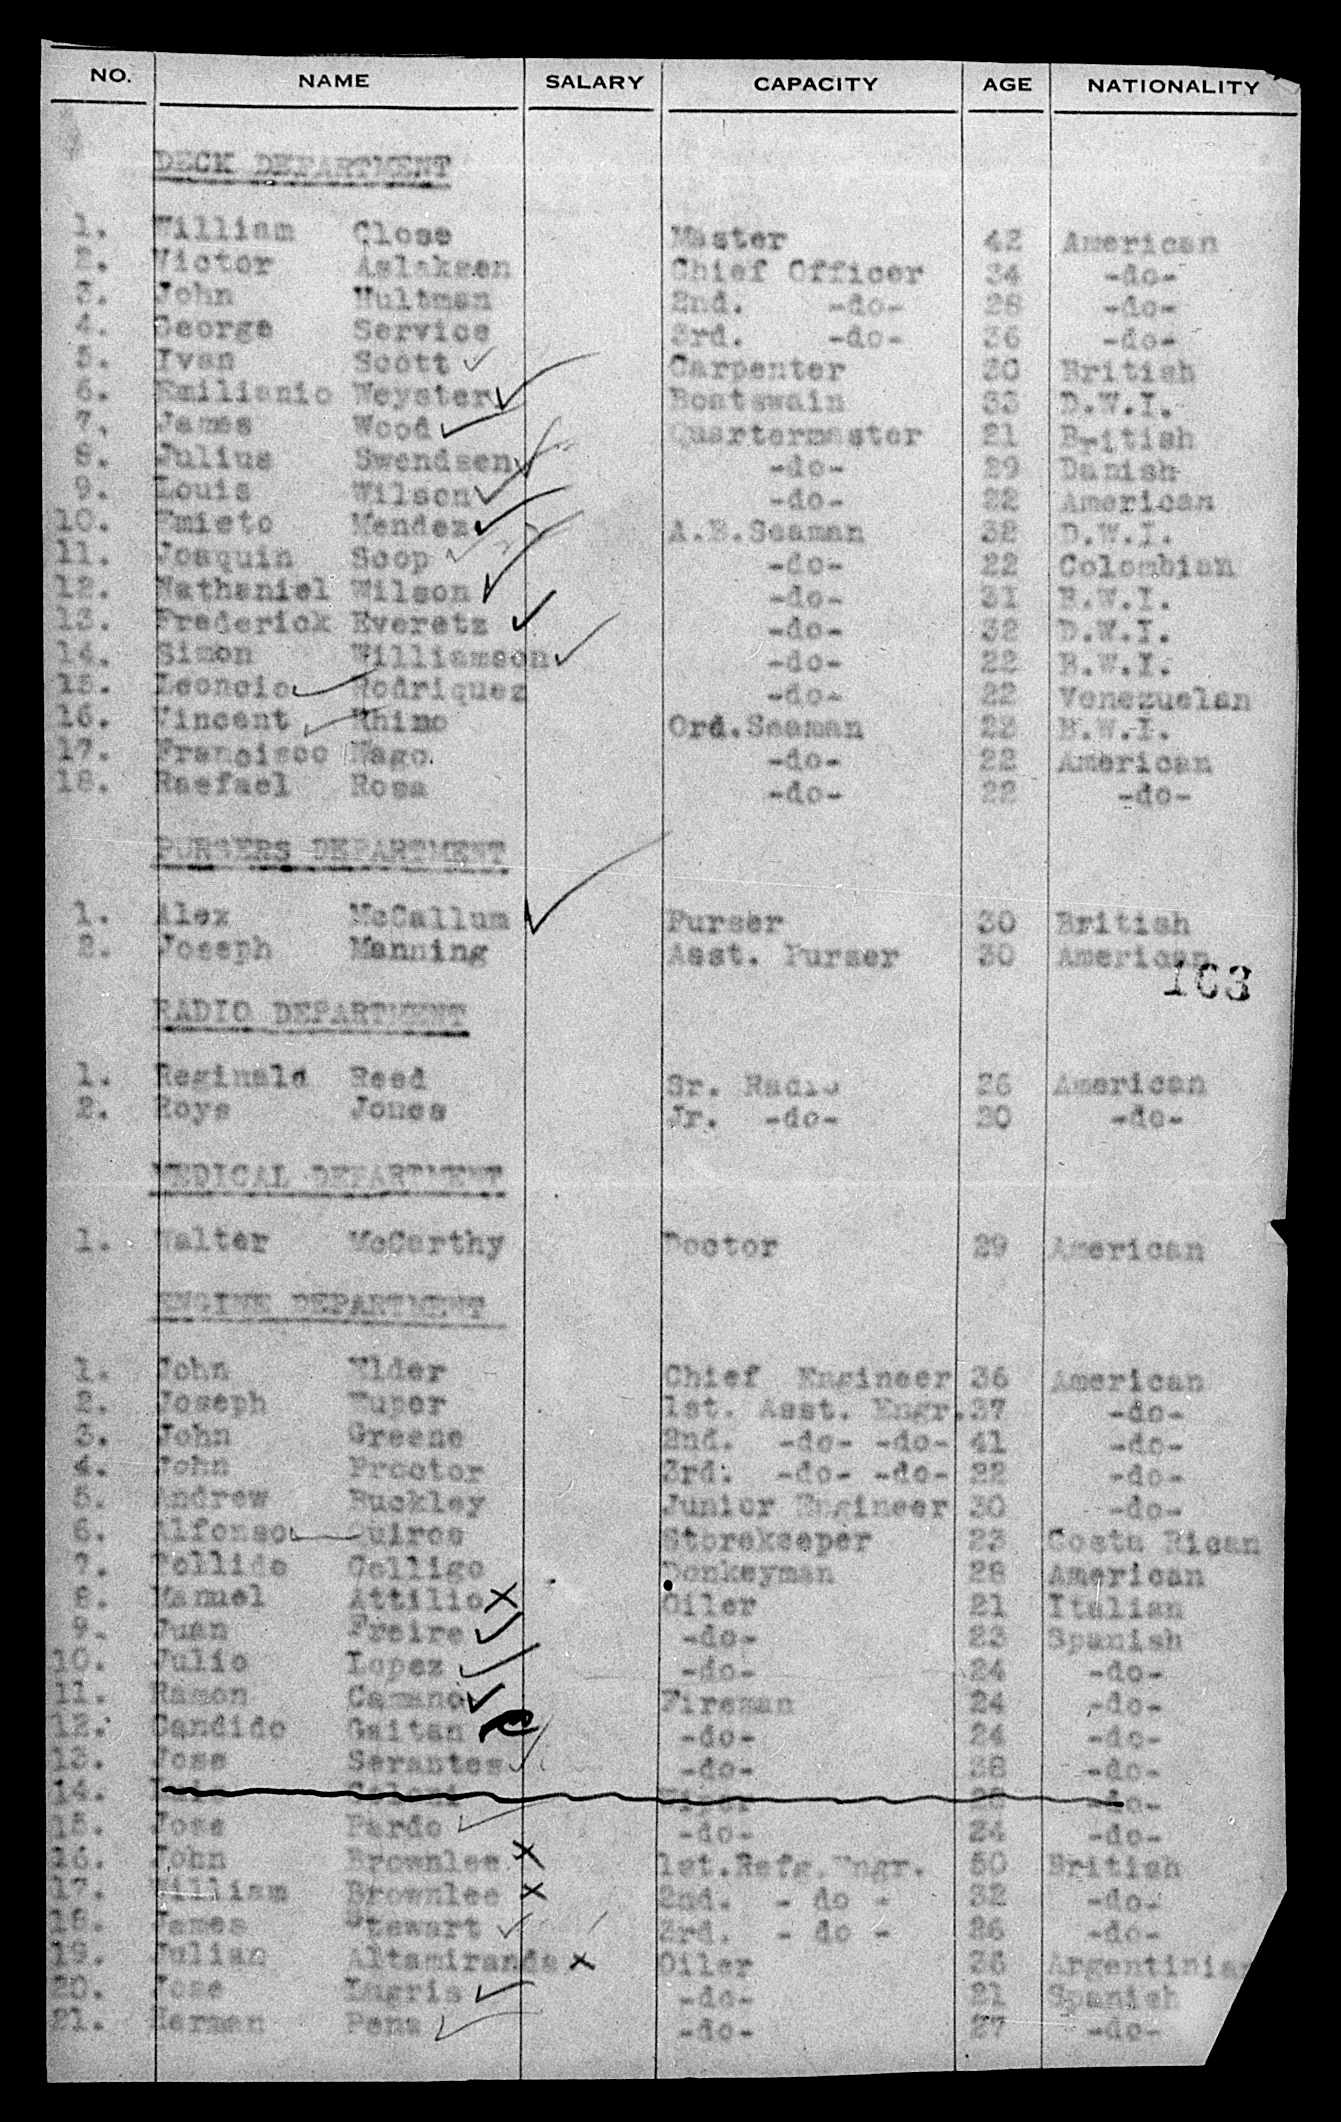 NO. NAME SALARY CAPACITY AGE NATIONALITY
DECK DEPARTMENT
1. William Close Master 42 American
2. Victor Aslaksen Chief Officer 34 -do-
3. John Hultman 2nd. -do- 28 -do-
4. George Service 3rd. -do- 36 -do-
5. Ivan Scott Carpenter 30 British
6. Emilianio Weyster Boatswain 33 D.W.I.
7. James Wood Quartermaster 21 British
8. Julius Swendsen -do- 29 Danish
9. Louis Wilson -do- 22 American
10. Emisto Mendez A.B.Seaman 32 D.W.I.
11. Joaquin Scop -do- 22 Colombian
12. Nathaniel Wilson -do- 31 B.W.I.
13. Frederick Everetz -do- 32 D.W.I.
14. Simon Williamson -do- 22 B.W.I.
15. Leoncio Rodriquez -do- 22 Venezuelan
16. Vincent Rhimo Ord.Seaman 22 B.W.I.
17. Francisco Wago -do- 22 American
18. Raefael Rosa -do- 22 -do-
PURSERS DEPARTMENT
1. Alex McCallum Purser 30 British
2. Joseph Manning Asst. Purser 30 American
103
RADIO DEPARTMENT
1. Reginald Reed Sr. Radio 26 American
2. Roys Jones Jr. -do- 20 -do-
MEDICAL DEPARTMENT
1. Walter McCarthy Doctor 29 American
ENGINE DEPARTMENT
1. John Elder Chief Engineer 36 American
2. Joseph 1st. Asst. Engr. 37 -do-
3. John Greene 2nd. -do- -do- 41 -do-
4. John Proctor 3rd. -do- -do- 22 -do-
5. Andrew Buckley Junior Engineer 30 -do-
6. Alfonso Quiros Storekeeper 23 Costa Rican
7. Pollido Colligo Donkeyman 28 American
8. Manuel Attilio Oiler 21 Italian
9. Juan Freire -do- 23 Spanish
10. Julio Lopez -do- 24 -do-
11. Ramon Camano Fireman 24 -do-
12. Candido Gaitan -do- 24 -do-
13. Jose Serantes -do- 38 -do-
14. -do-
15. Jose Pardo -do- 24 -do-
16. John Brownlee 1st.Refg.Engr. 50 British
17. William Brownlee 2nd. - do - 32 -do-
18. James Stewart 3rd. - do - 26 -do-
19. Julian Altamiranda Oiler 36 Argentinian
20. Jose Lugris -do- 21 Spanish
21. Herman Pena -do- 27 -do-